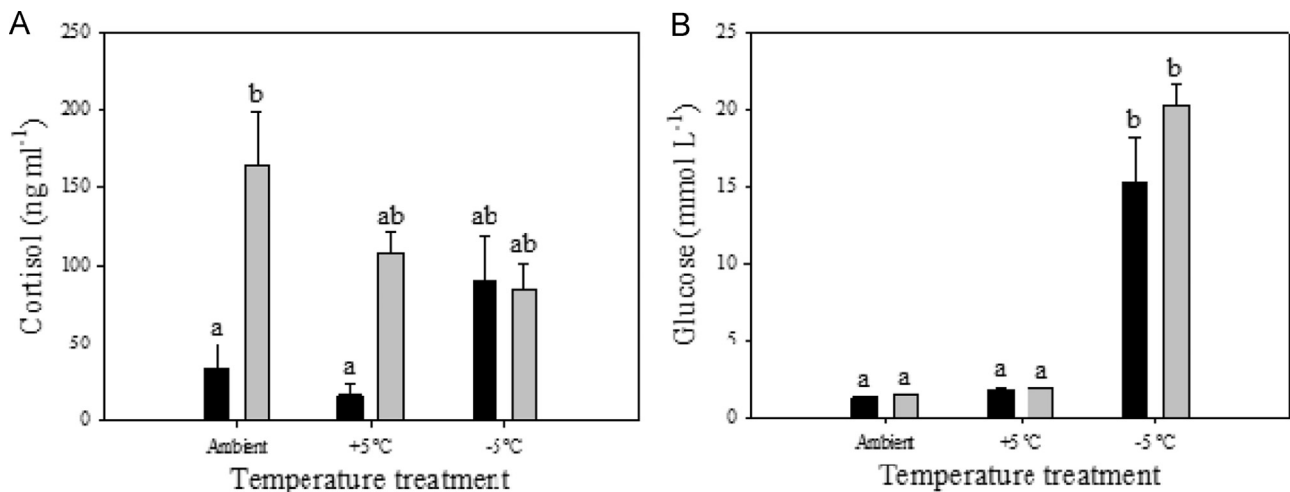 A
Cortisol (ng ml⁻¹)
250
200
150
100
50
0
b
a
ab
a
ab
ab
Ambient +5 °C -5 °C
Temperature treatment
B
Glucose (mmol L⁻¹)
25
20
15
10
5
0
a a
a a
b
b
Ambient +5 °C -5 °C
Temperature treatment